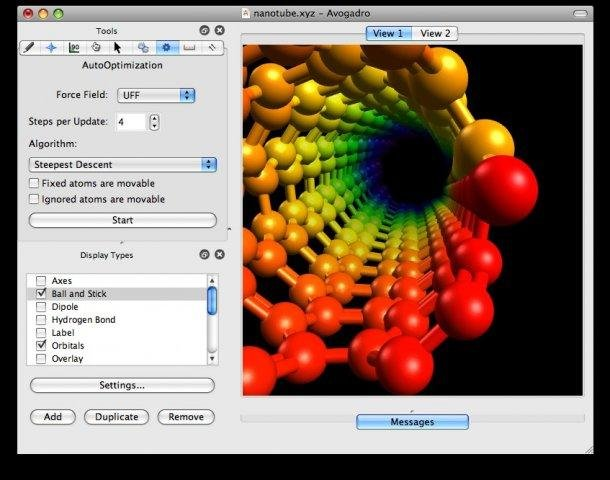 nanotube.xyz – Avogadro
Tools
AutoOptimization
Force Field: UFF
Steps per Update: 4
Algorithm:
Steepest Descent
Fixed atoms are movable
Ignored atoms are movable
Start
Display Types
Axes
Ball and Stick
Dipole
Hydrogen Bond
Label
Orbitals
Overlay
Settings...
Add Duplicate Remove
View 1 View 2
Messages